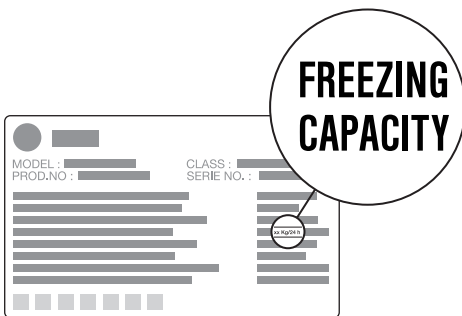 FREEZING
CAPACITY
MODEL :
CLASS :
PROD.NO :
SERIE NO. :
xx Kg/24 h